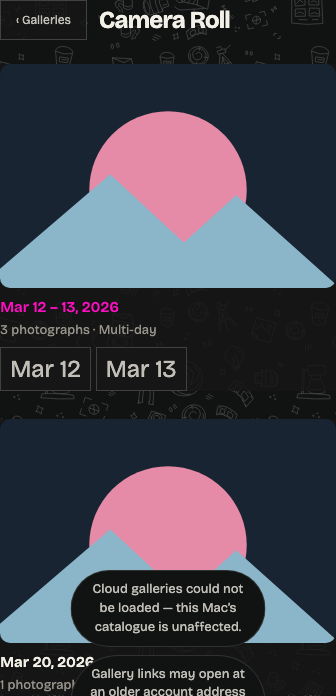 ‹ Galleries
Camera Roll
Mar 12 – 13, 2026
3 photographs · Multi-day
Mar 12
Mar 13
Cloud galleries could not
be loaded — this Mac's
catalogue is unaffected.
Mar 20, 2026
1
Gallery links may open at
an older account address